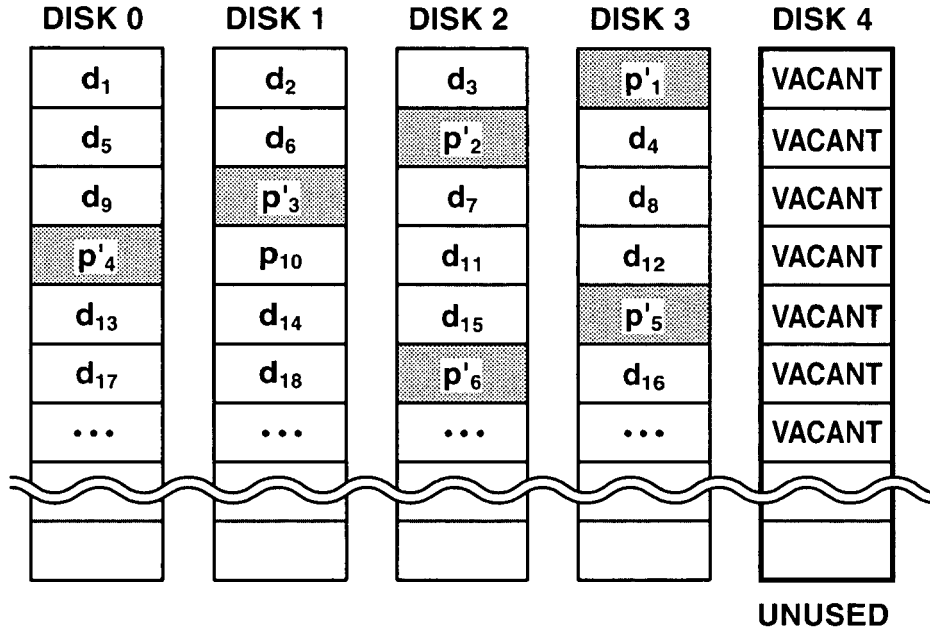 DISK 0 DISK 1 DISK 2 DISK 3 DISK 4
d₁ d₂ d₃ p'₁ VACANT
d₅ d₆ p'₂ d₄ VACANT
d₉ p'₃ d₇ d₈ VACANT
p'₄ p₁₀ d₁₁ d₁₂ VACANT
d₁₃ d₁₄ d₁₅ p'₅ VACANT
d₁₇ d₁₈ p'₆ d₁₆ VACANT
••• ••• ••• ••• VACANT
UNUSED